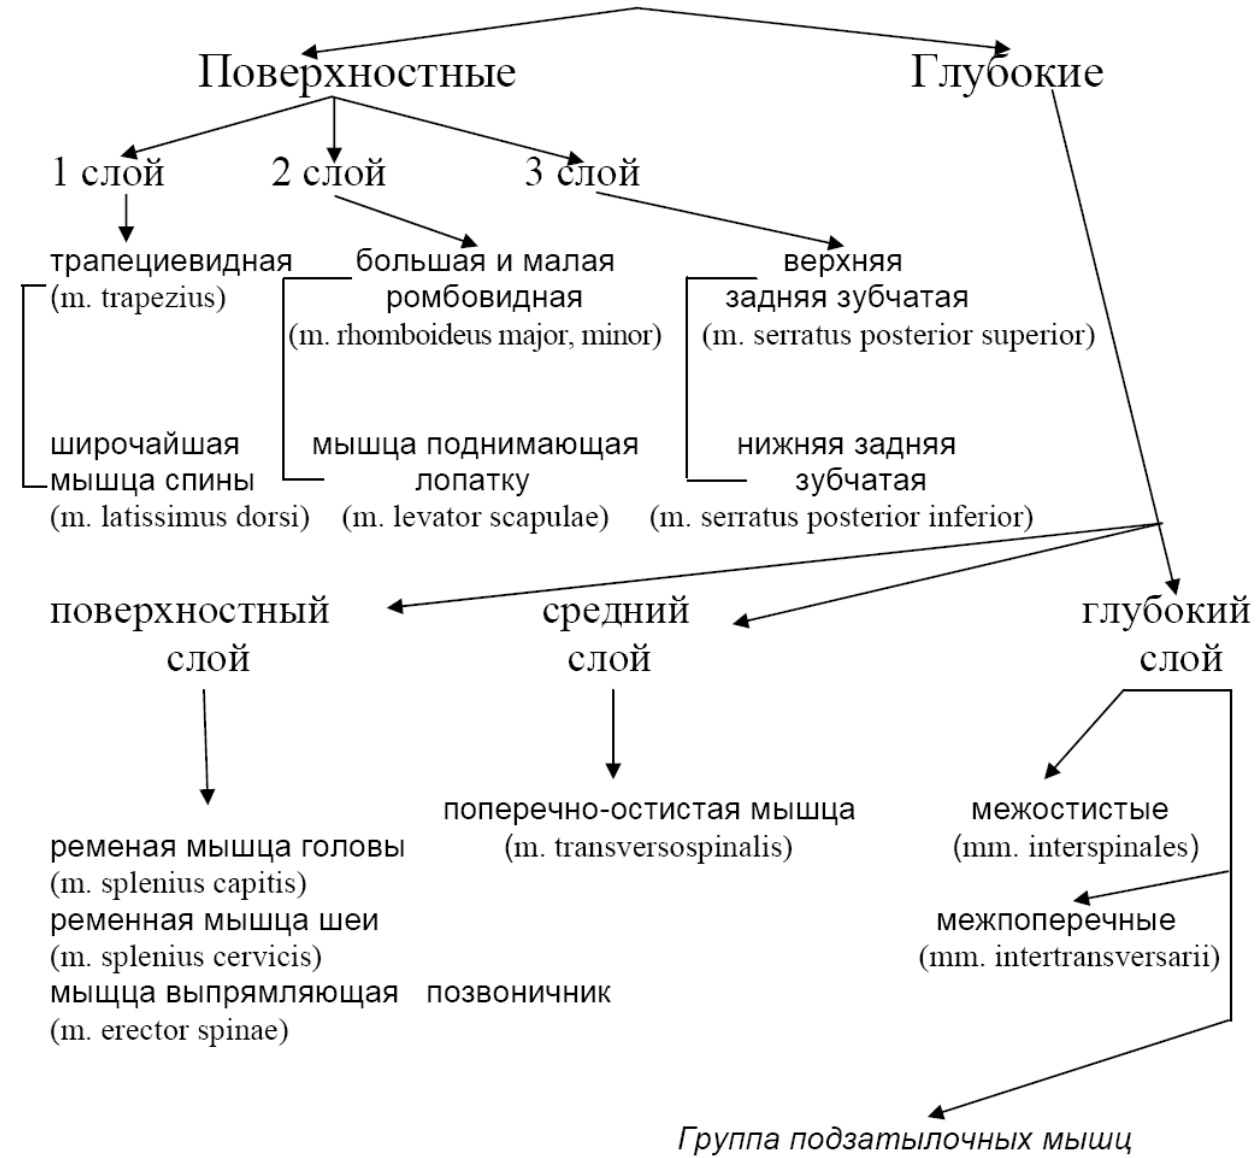 Поверхностные
Глубокие
1 слой
2 слой
3 слой
трапециевидная
(m. trapezius)
широчайшая
мышца спины
(m. latissimus dorsi)
большая и малая
ромбовидная
(m. rhomboideus major, minor)
мышца поднимающая
лопатку
(m. levator scapulae)
верхняя
задняя зубчатая
(m. serratus posterior superior)
нижняя задняя
зубчатая
(m. serratus posterior inferior)
поверхностный
слой
средний
слой
глубокий
слой
ременая мышца головы
(m. splenius capitis)
ременная мышца шеи
(m. splenius cervicis)
мыщца выпрямляющая позвоничник
(m. erector spinae)
поперечно-остистая мышца
(m. transversospinalis)
межостистые
(mm. interspinales)
межпоперечные
(mm. intertransversarii)
Группа подзатылочных мышц